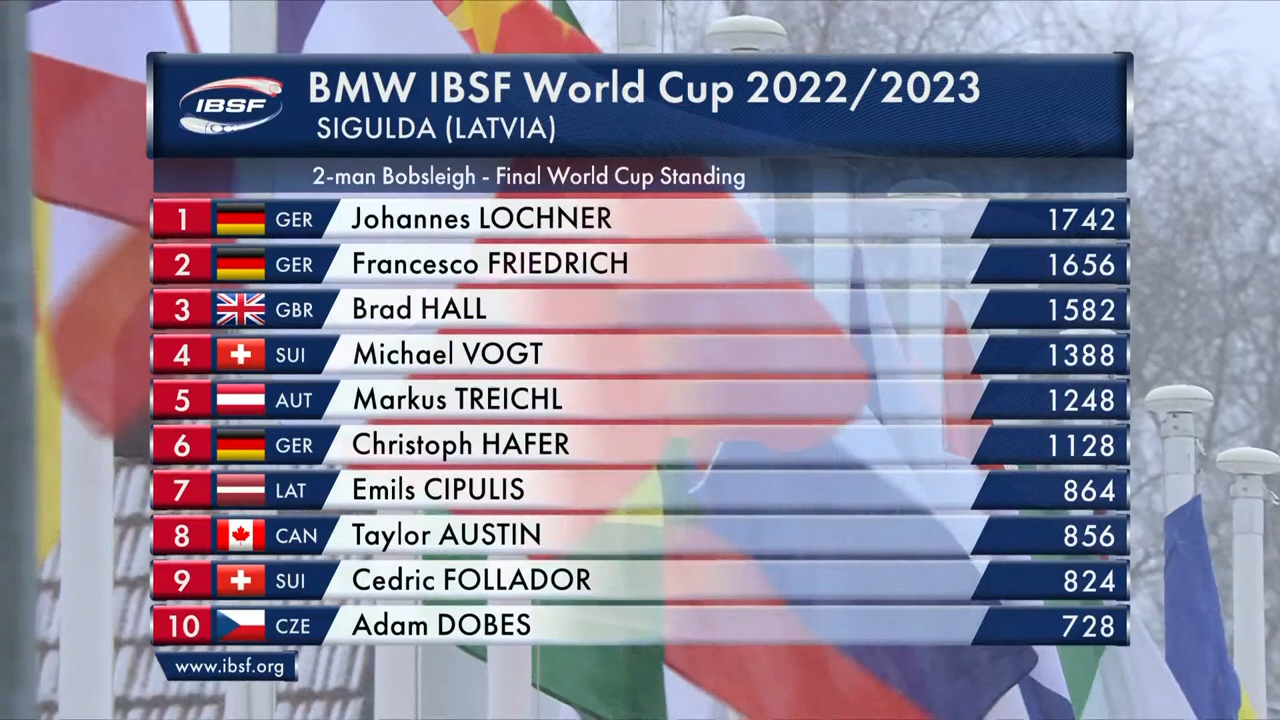 IBSF
BMW IBSF World Cup 2022/2023
SIGULDA (LATVIA)
2-man Bobsleigh - Final World Cup Standing
1 GER Johannes LOCHNER 1742
2 GER Francesco FRIEDRICH 1656
3 GBR Brad HALL 1582
4 SUI Michael VOGT 1388
5 AUT Markus TREICHL 1248
6 GER Christoph HAFER 1128
7 LAT Emils CIPULIS 864
8 CAN Taylor AUSTIN 856
9 SUI Cedric FOLLADOR 824
10 CZE Adam DOBES 728
www.ibsf.org